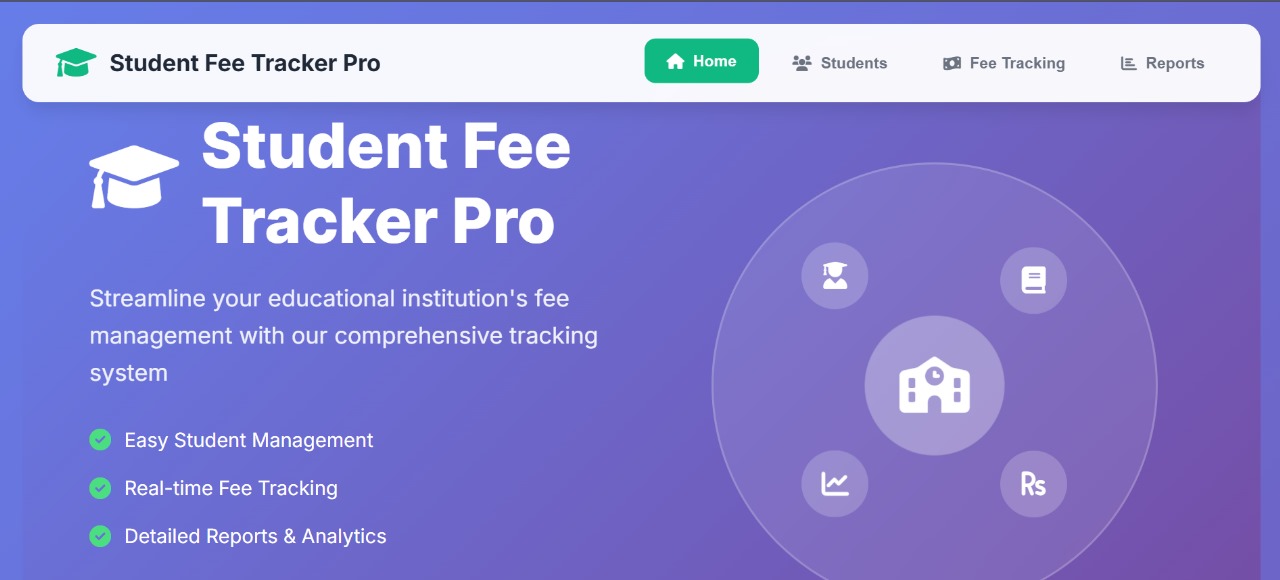 Student Fee Tracker Pro
Home
Students
Fee Tracking
Reports
Student Fee
Tracker Pro
Streamline your educational institution's fee
management with our comprehensive tracking
system
Easy Student Management
Real-time Fee Tracking
Detailed Reports & Analytics
Rs